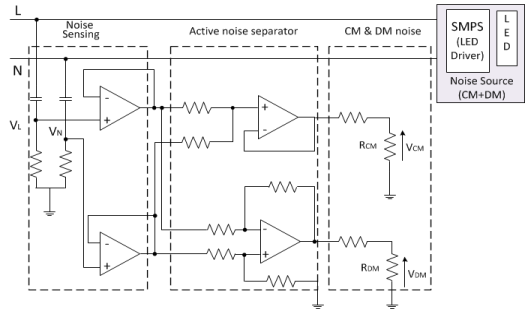 L
N
Noise
Sensing
Active noise separator
CM & DM noise
SMPS
(LED
Driver)
L
E
D
Noise Source
(CM+DM)
VL
VN
-
+
-
+
+
-
-
+
RCM
VCM
RDM
VDM